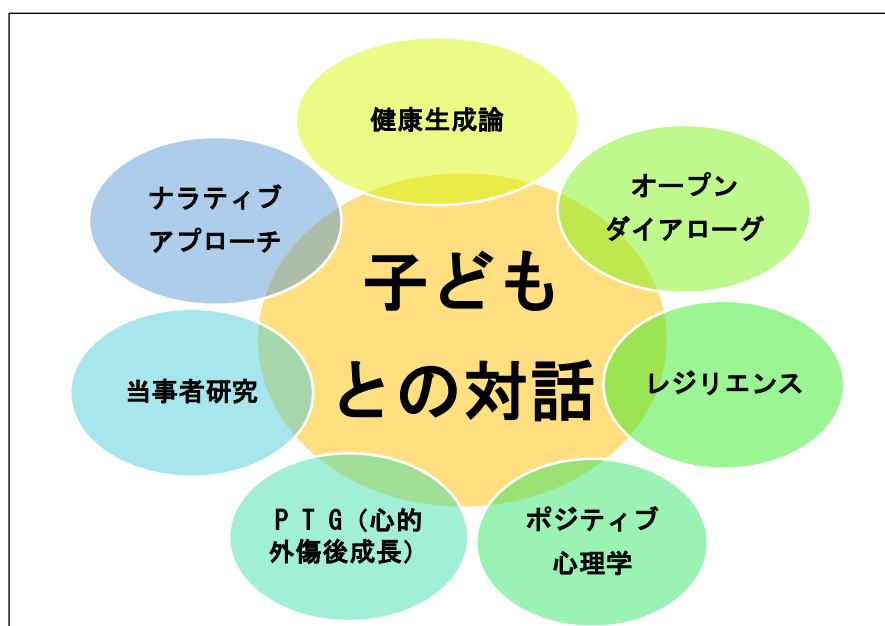 健康生成論
オープン
ダイアローグ
ナラティブ
アプローチ
子ども
との対話
レジリエンス
当事者研究
ＰＴＧ（心的
外傷後成長）
ポジティブ
心理学